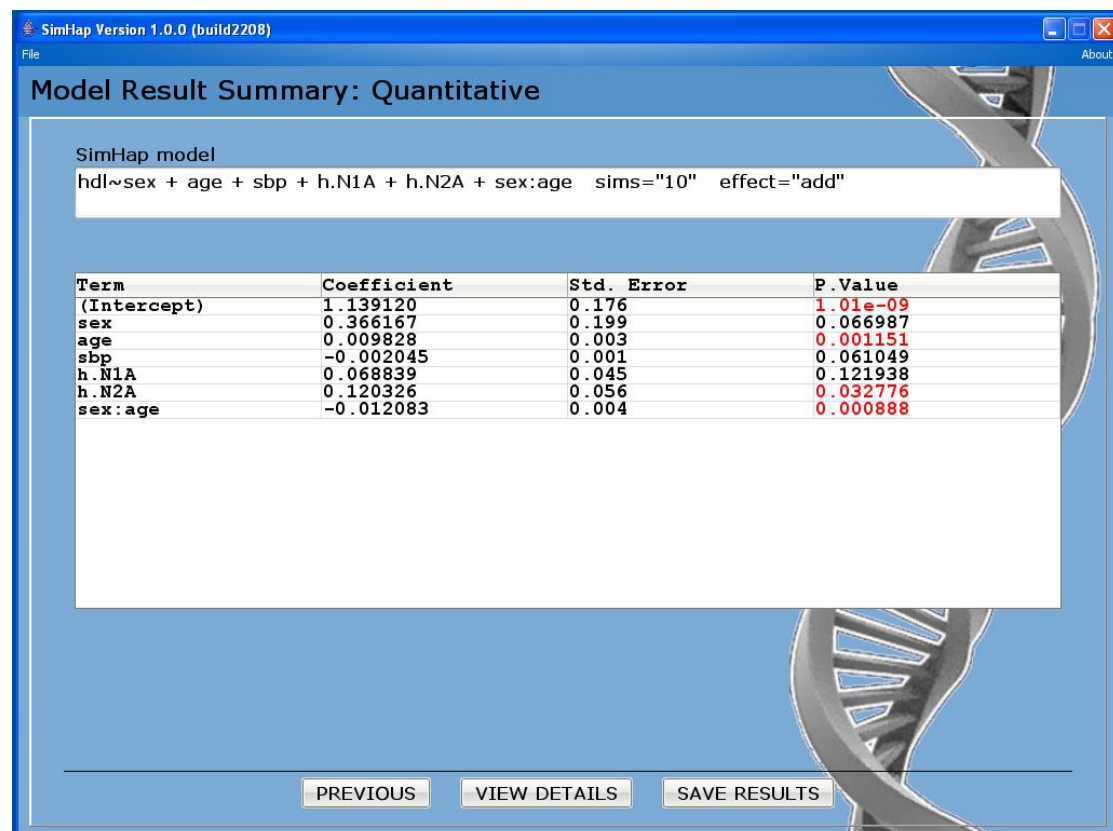 SimHap Version 1.0.0 (build2208)
File About
Model Result Summary: Quantitative
SimHap model
hdl~sex + age + sbp + h.N1A + h.N2A + sex:age sims="10" effect="add"
Term Coefficient Std. Error P.Value
(Intercept) 1.139120 0.176 1.01e-09
sex 0.366167 0.199 0.066987
age 0.009828 0.003 0.001151
sbp -0.002045 0.001 0.061049
h.N1A 0.068839 0.045 0.121938
h.N2A 0.120326 0.056 0.032776
sex:age -0.012083 0.004 0.000888
PREVIOUS VIEW DETAILS SAVE RESULTS